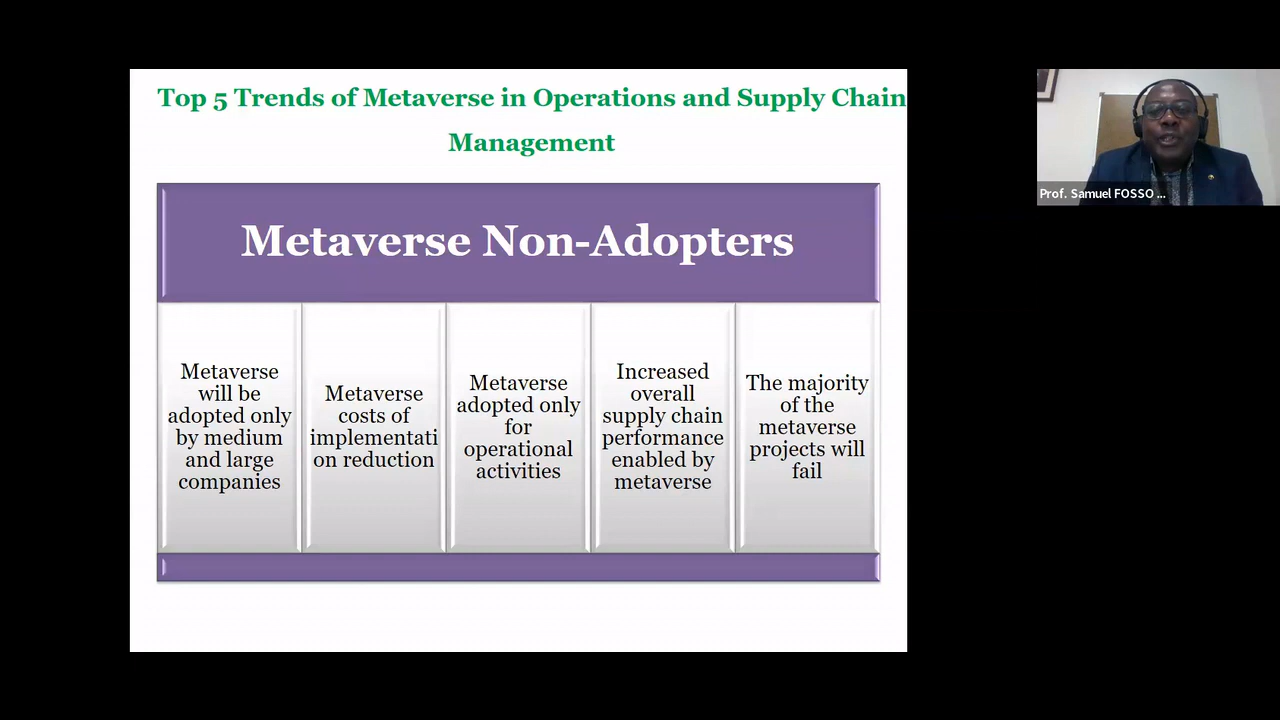 Top 5 Trends of Metaverse in Operations and Supply Chain
Management
Metaverse Non-Adopters
Metaverse
will be
adopted only
by medium
and large
companies
Metaverse
costs of
implementati
on reduction
Metaverse
adopted only
for
operational
activities
Increased
overall
supply chain
performance
enabled by
metaverse
The majority
of the
metaverse
projects will
fail
Prof. Samuel FOSSO ...